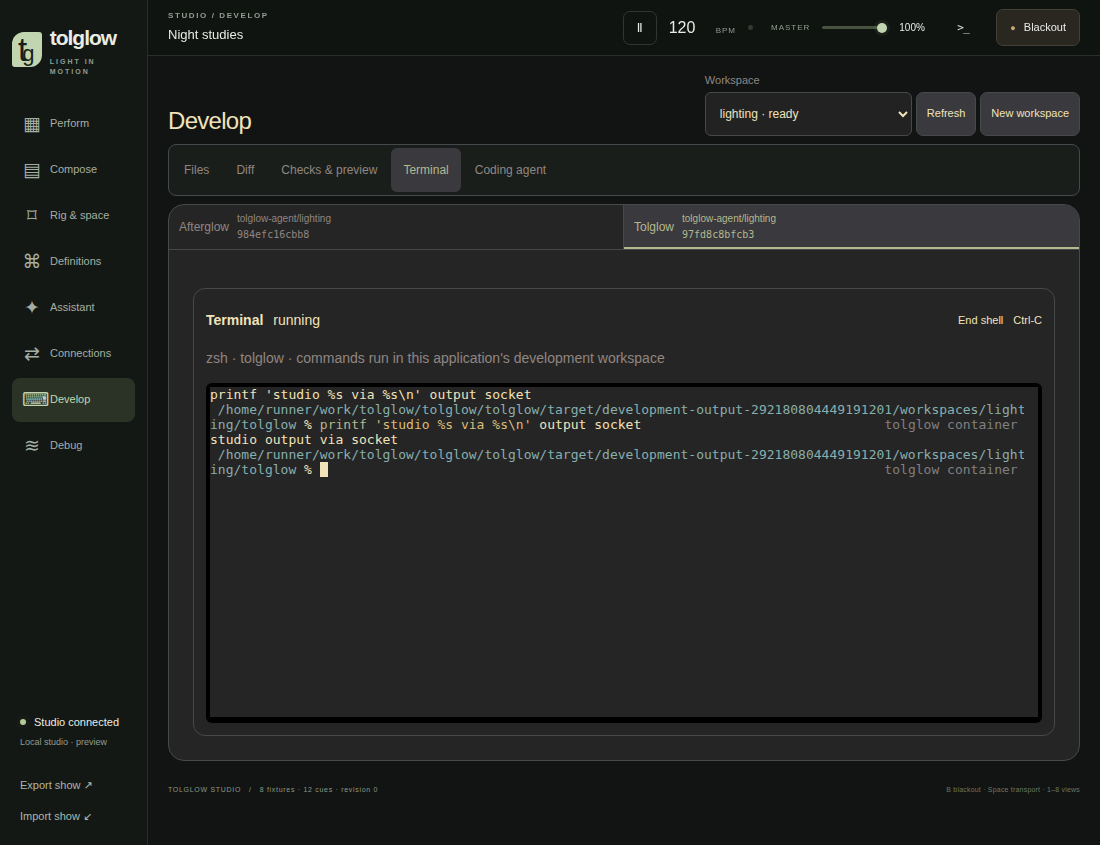 tg tolglow
LIGHT IN
MOTION
Perform
Compose
Rig & space
Definitions
Assistant
Connections
Develop
Debug
Studio connected
Local studio · preview
Export show ↗
Import show ↙
STUDIO / DEVELOP
Night studies
120 BPM
MASTER 100%
>_
Blackout
Workspace
Develop
lighting · ready
Refresh
New workspace
Files Diff Checks & preview Terminal Coding agent
Afterglow tolglow-agent/lighting
984efc16cbb8
Tolglow tolglow-agent/lighting
97fd8c8bfcb3
Terminal running
End shell Ctrl-C
zsh · tolglow · commands run in this application's development workspace
printf 'studio %s via %s\n' output socket
/home/runner/work/tolglow/tolglow/tolglow/target/development-output-292180804449191201/workspaces/light
ing/tolglow % printf 'studio %s via %s\n' output socket tolglow container
studio output via socket
/home/runner/work/tolglow/tolglow/tolglow/target/development-output-292180804449191201/workspaces/light
ing/tolglow % tolglow container
TOLGLOW STUDIO / 8 fixtures · 12 cues · revision 0
B blackout · Space transport · 1–8 views